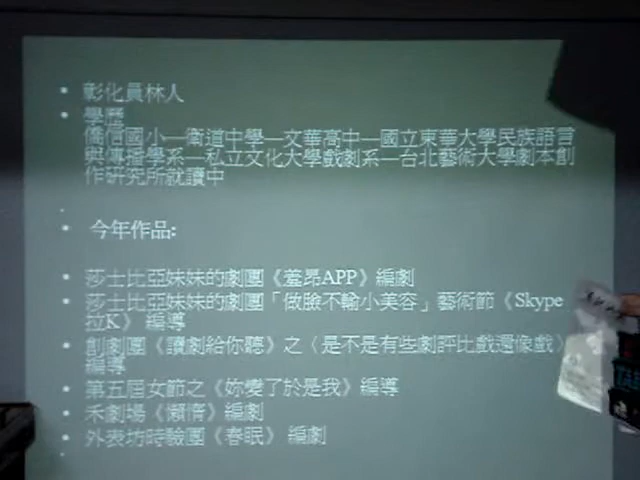 彰化員林人
學歷
僑信國小—衛道中學—文華高中—國立東華大學民族語言
與傳播學系—私立文化大學戲劇系—台北藝術大學劇本創
作研究所就讀中
今年作品:
莎士比亞妹妹的劇團《羞昂APP》編劇
莎士比亞妹妹的劇團「做臉不輸小美容」藝術節《Skype
拉K》 編導
創劇團《讀劇給你聽》之〈是不是有些劇評比戲還像戲〉
編導
第五屆女節之《妳變了於是我》編導
禾劇場《懶惰》編劇
外表坊時驗團《春眠》 編劇